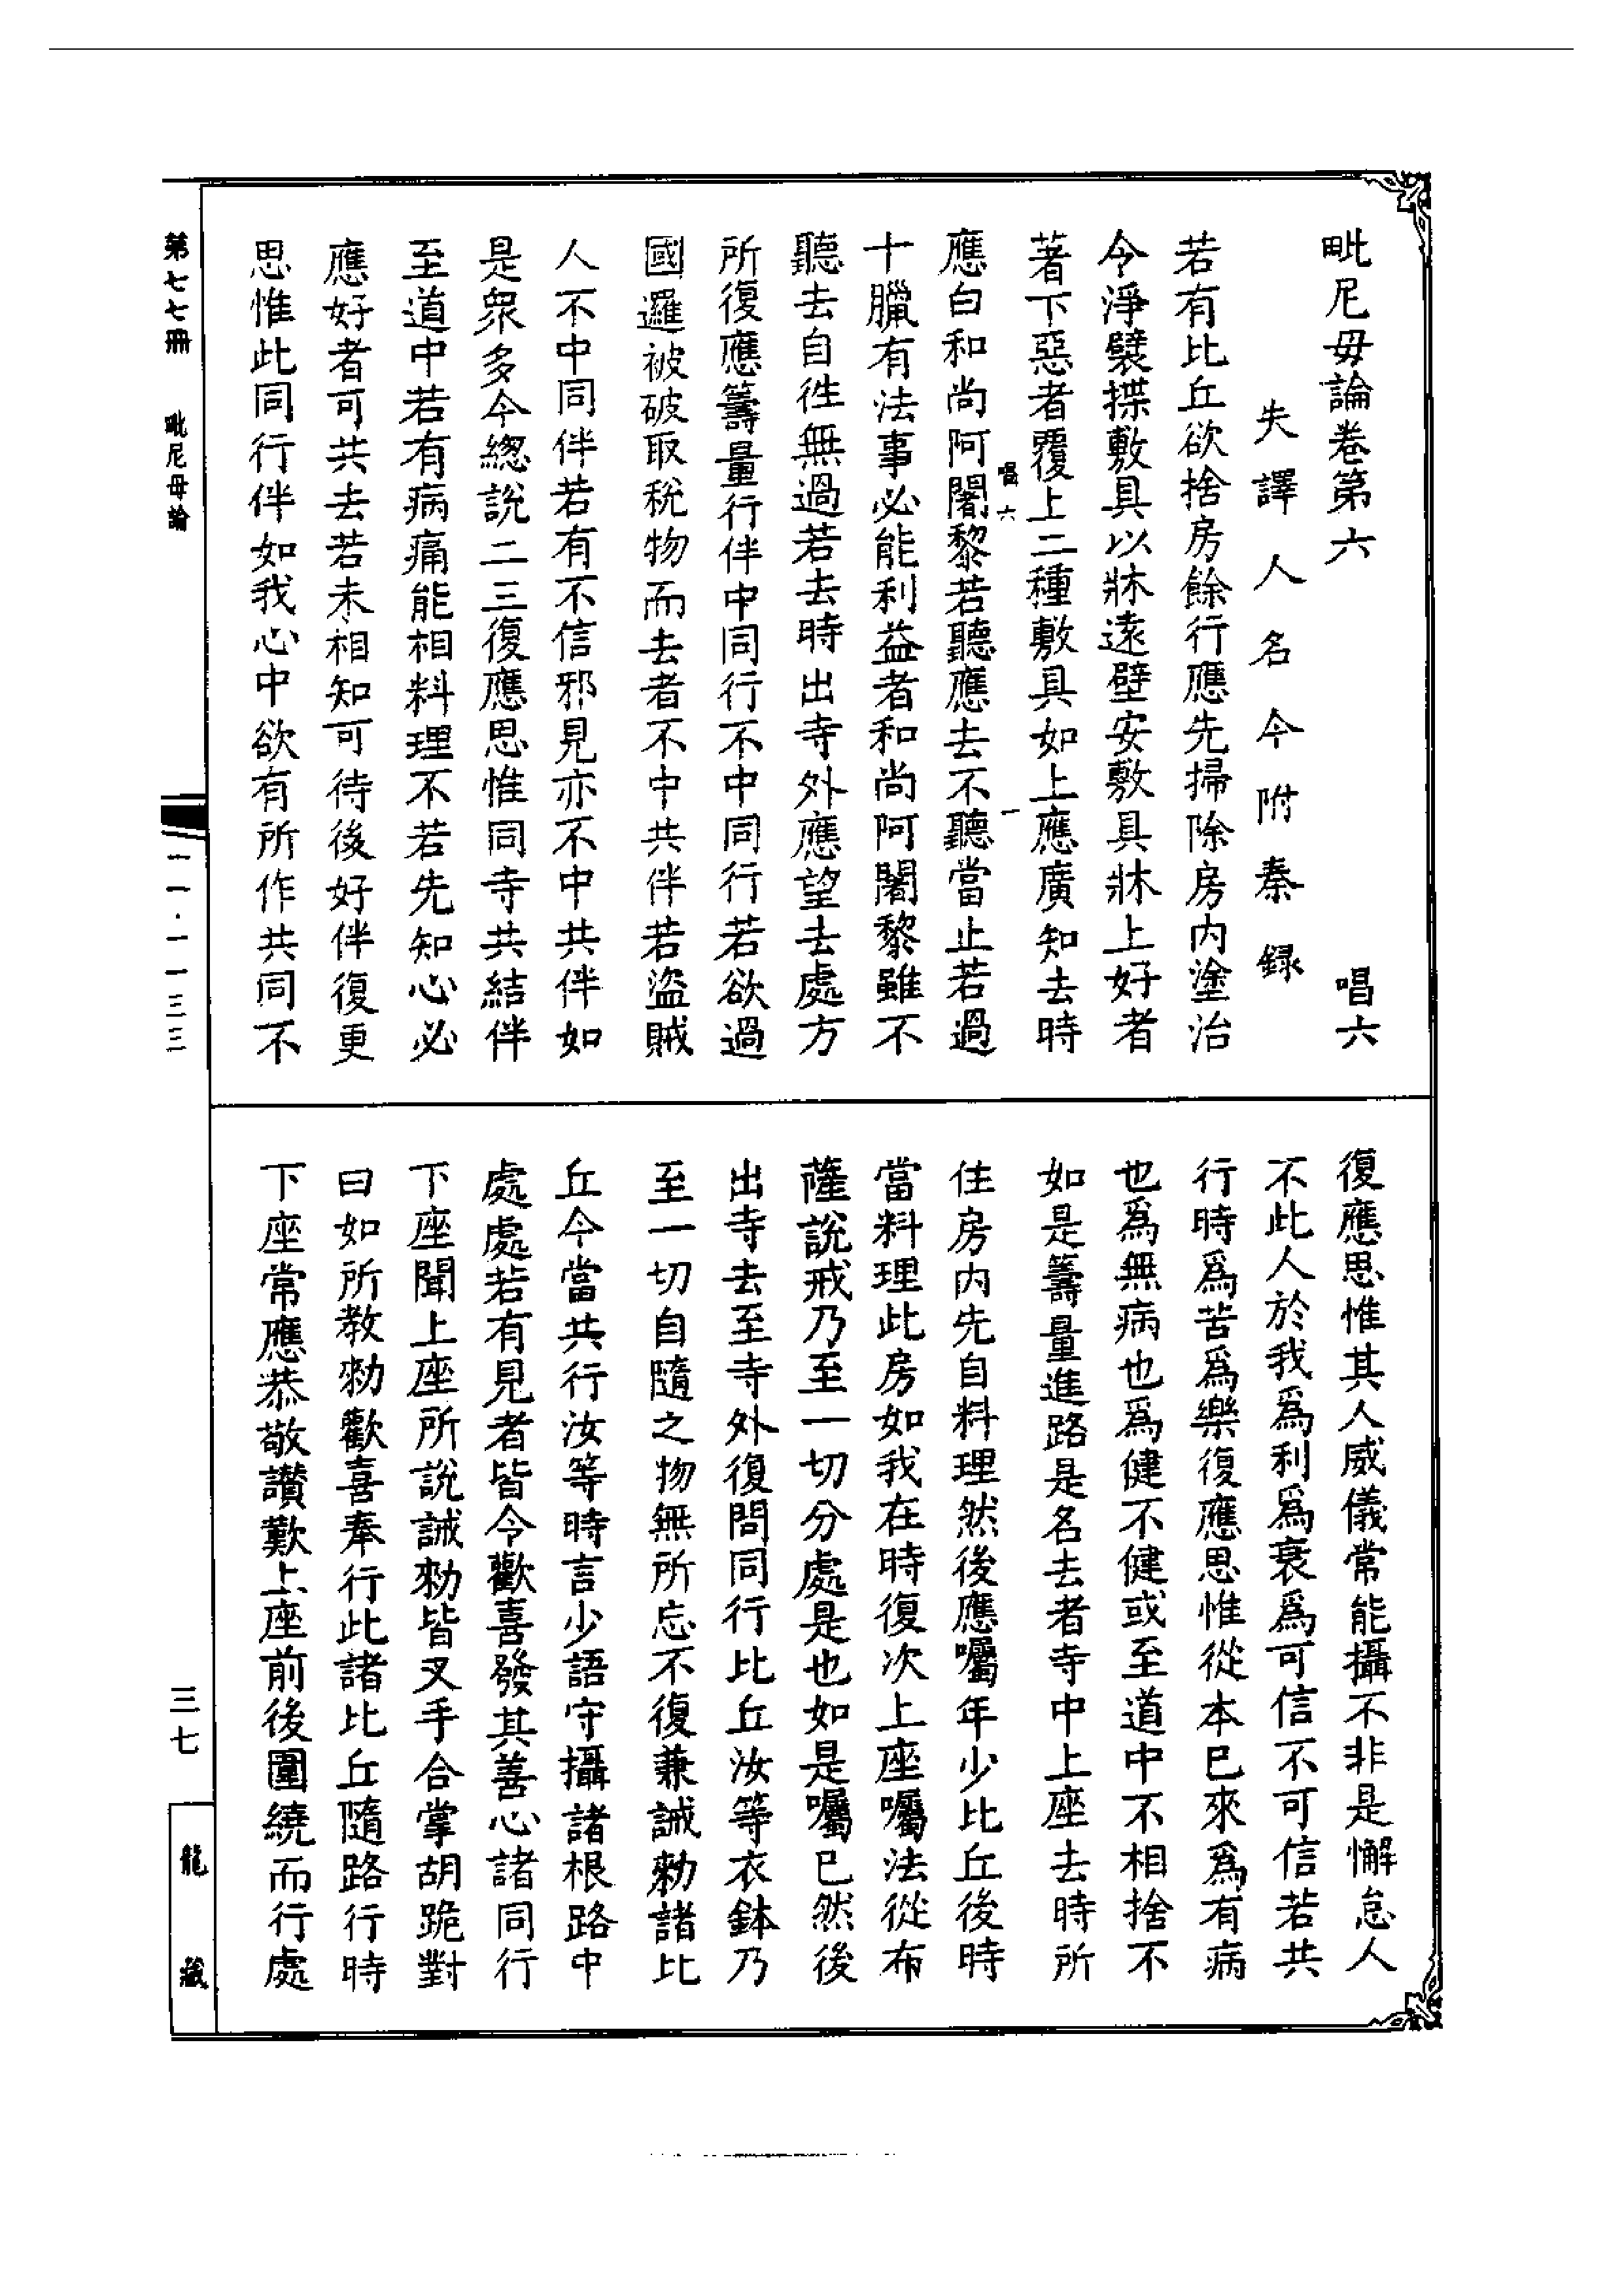 毗尼毋論卷第六　唱六
失譯人名今附秦録
若有比丘欲捨房餘行應先掃除房内塗治
令淨襞揲敷具以牀遠壁安敷具牀上好者
著下惡者覆上二種敷具如上應廣知去時
唱六　一
應白和尚阿闍黎若聽應去不聽當止若過
十臘有法事必能利益者和尚阿闍黎雖不
聽去自徃無過若去時出寺外應望去處方
所復應籌量行伴中同行不中同行若欲過
國邏被破取税物而去者不中共伴若盜賊
人不中同伴若有不信邪見亦不中共伴如
是衆多今總說二三復應思惟同寺共結伴
至道中若有病痛能相料理不若先知心必
應好者可共去若未相知可待後好伴復更
思惟此同行伴如我心中欲有所作共同不
復應思惟其人威儀常能攝不非是懈怠人
不此人於我爲利爲衰爲可信不可信若共
行時爲苦爲樂復應思惟從本已來爲有病
也爲無病也爲健不健或至道中不相捨不
如是籌量進路是名去者寺中上座去時所
住房内先自料理然後應囑年少比丘後時
當料理此房如我在時復次上座囑法從布
薩說戒乃至一切分處是也如是囑已然後
出寺去至寺外復問同行比丘汝等衣鉢乃
至一切自隨之物無所忘不復兼誡勑諸比
丘今當共行汝等時言少語守攝諸根路中
處處若有見者皆令歡喜發其善心諸同行
下座聞上座所說誡勑皆叉手合掌胡跪對
曰如所教勑歡喜奉行此諸比丘隨路行時
下座常應恭敬讚歎上座前後圍繞而行處
第七七冊　毗尼母論
一一·一一三三
三七
龍藏